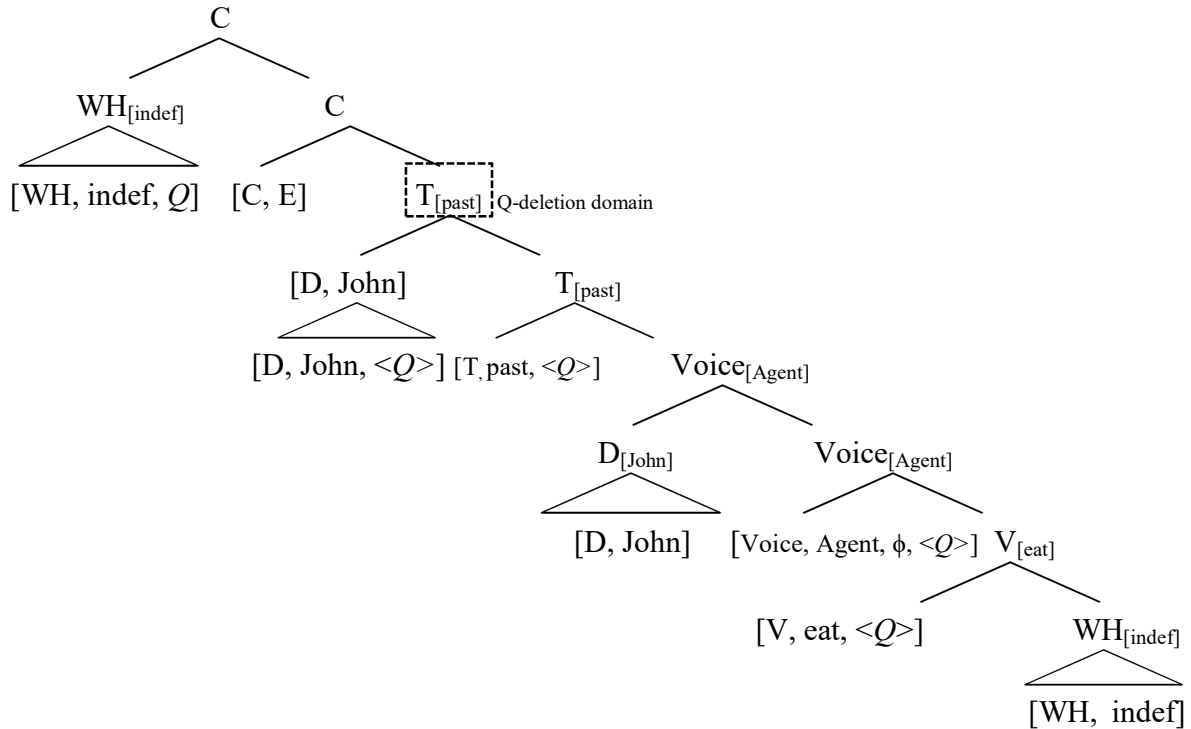 C
WH[indef] C
[WH, indef, Q] [C, E] T[past] Q-deletion domain
[D, John] T[past]
[D, John, <Q>] [T, past, <Q>] Voice[Agent]
D[John] Voice[Agent]
[D, John] [Voice, Agent, ϕ, <Q>] V[eat]
[V, eat, <Q>] WH[indef]
[WH, indef]